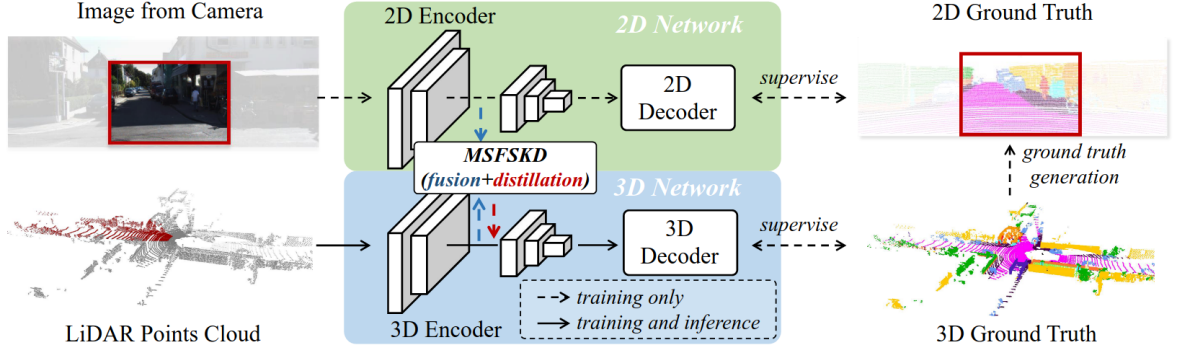 Image from Camera
2D Encoder
2D Network
2D Ground Truth
2D
Decoder
supervise
MSFSKD
(fusion+distillation)
ground truth
generation
3D Network
3D
Decoder
supervise
training only
training and inference
LiDAR Points Cloud
3D Encoder
3D Ground Truth